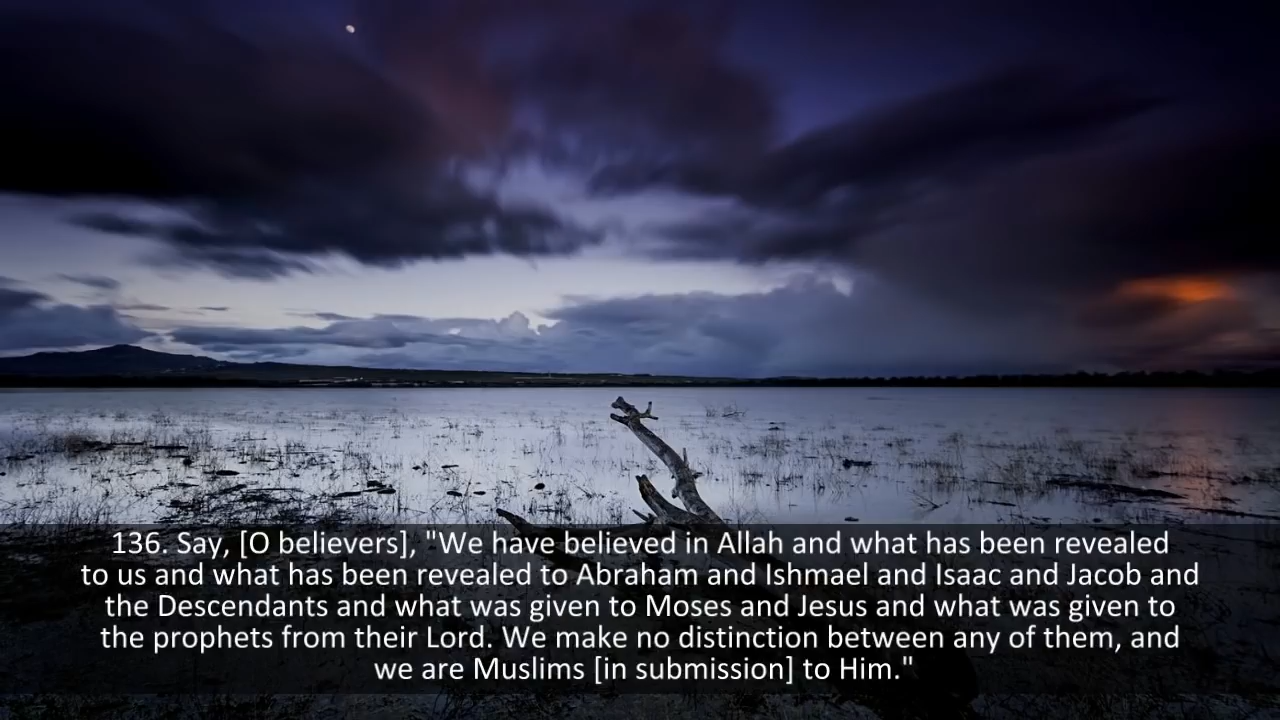 136. Say, [O believers], "We have believed in Allah and what has been revealed
to us and what has been revealed to Abraham and Ishmael and Isaac and Jacob and
the Descendants and what was given to Moses and Jesus and what was given to
the prophets from their Lord. We make no distinction between any of them, and
we are Muslims [in submission] to Him."